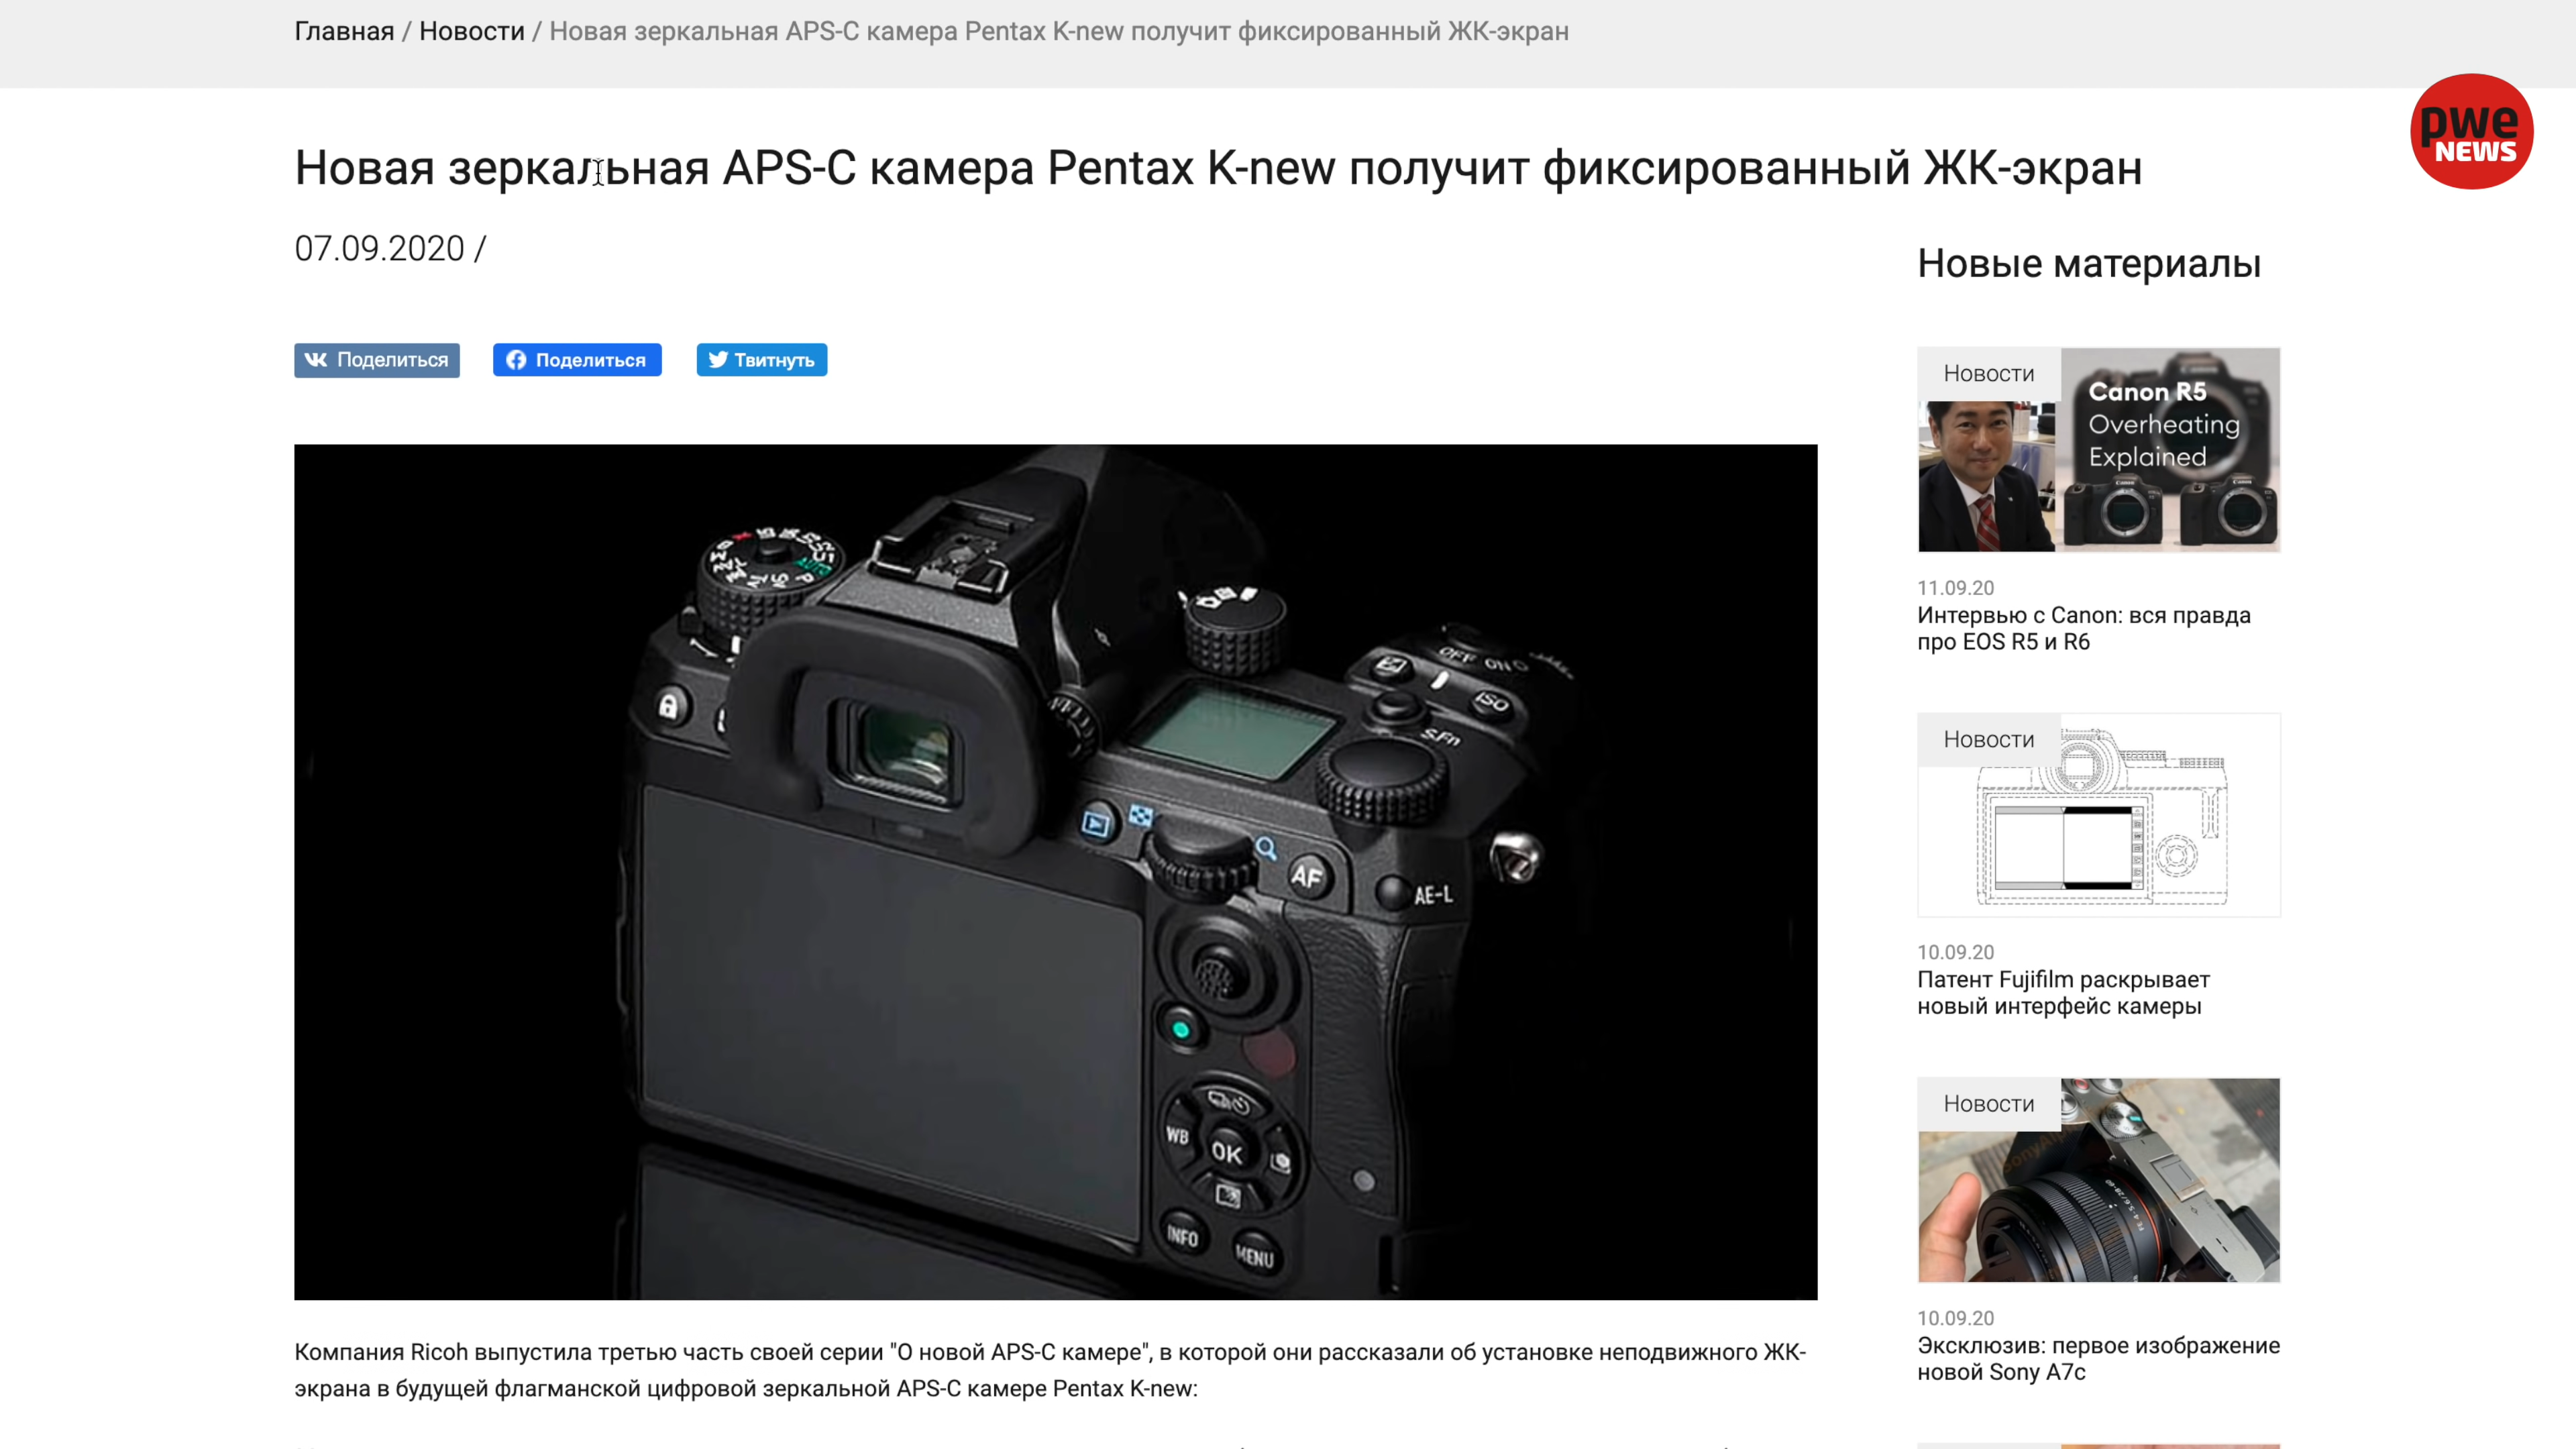 Главная / Новости / Новая зеркальная APS-C камера Pentax K-new получит фиксированный ЖК-экран
pwe
NEWS
Новая зеркальная APS-C камера Pentax K-new получит фиксированный ЖК-экран
07.09.2020 /
Поделиться
Поделиться
Твитнуть
AUTO
OFF ON
ISO
S.Fn
AF
AE-L
WB
OK
INFO
MENU
Компания Ricoh выпустила третью часть своей серии "О новой APS-C камере", в которой они рассказали об установке неподвижного ЖК-
экрана в будущей флагманской цифровой зеркальной APS-C камере Pentax K-new:
Новые материалы
Новости
Canon R5
Overheating
Explained
11.09.20
Интервью с Canon: вся правда
про EOS R5 и R6
Новости
10.09.20
Патент Fujifilm раскрывает
новый интерфейс камеры
Новости
10.09.20
Эксклюзив: первое изображение
новой Sony A7c